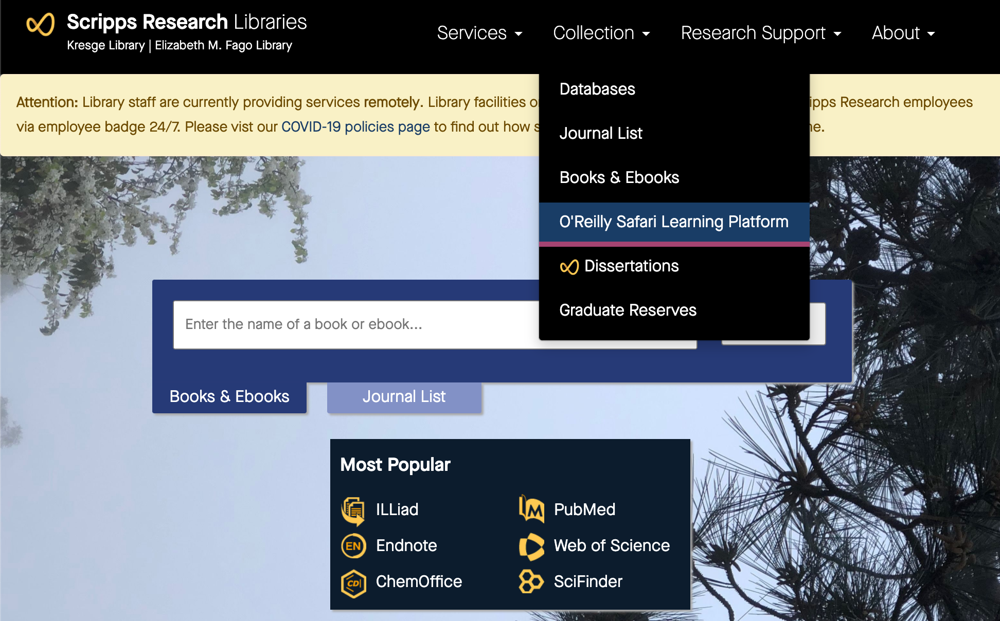 Scripps Research Libraries
Kresge Library | Elizabeth M. Fago Library
Services
Collection
Research Support
About
Databases
Journal List
Books & Ebooks
O'Reilly Safari Learning Platform
Dissertations
Graduate Reserves
Attention: Library staff are currently providing services remotely. Library facilities Research employees
via employee badge 24/7. Please vist our COVID-19 policies page to find out how
Enter the name of a book or ebook...
Books & Ebooks
Journal List
Most Popular
ILLiad
PubMed
EN Endnote
Web of Science
CD ChemOffice
SciFinder